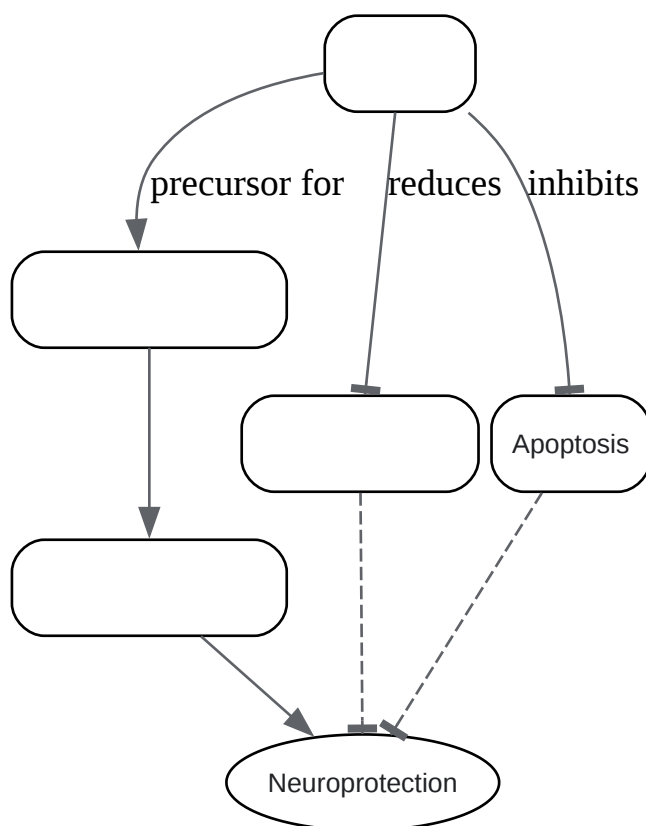 precursor for
reduces
inhibits
Apoptosis
Neuroprotection